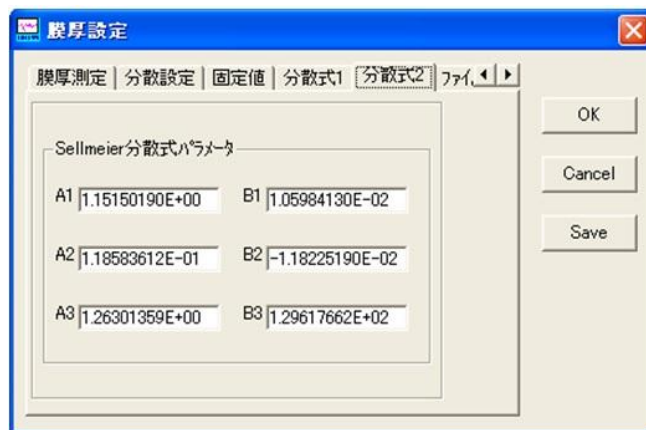 膜厚設定
膜厚測定 分散設定 固定値 分散式1 分散式2 ﾌｧｲ
OK
Cancel
Save
Sellmeier分散式ﾊﾟﾗﾒｰﾀ
A1 1.15150190E+00 B1 1.05984130E-02
A2 1.18583612E-01 B2 -1.18225190E-02
A3 1.26301359E+00 B3 1.29617662E+02